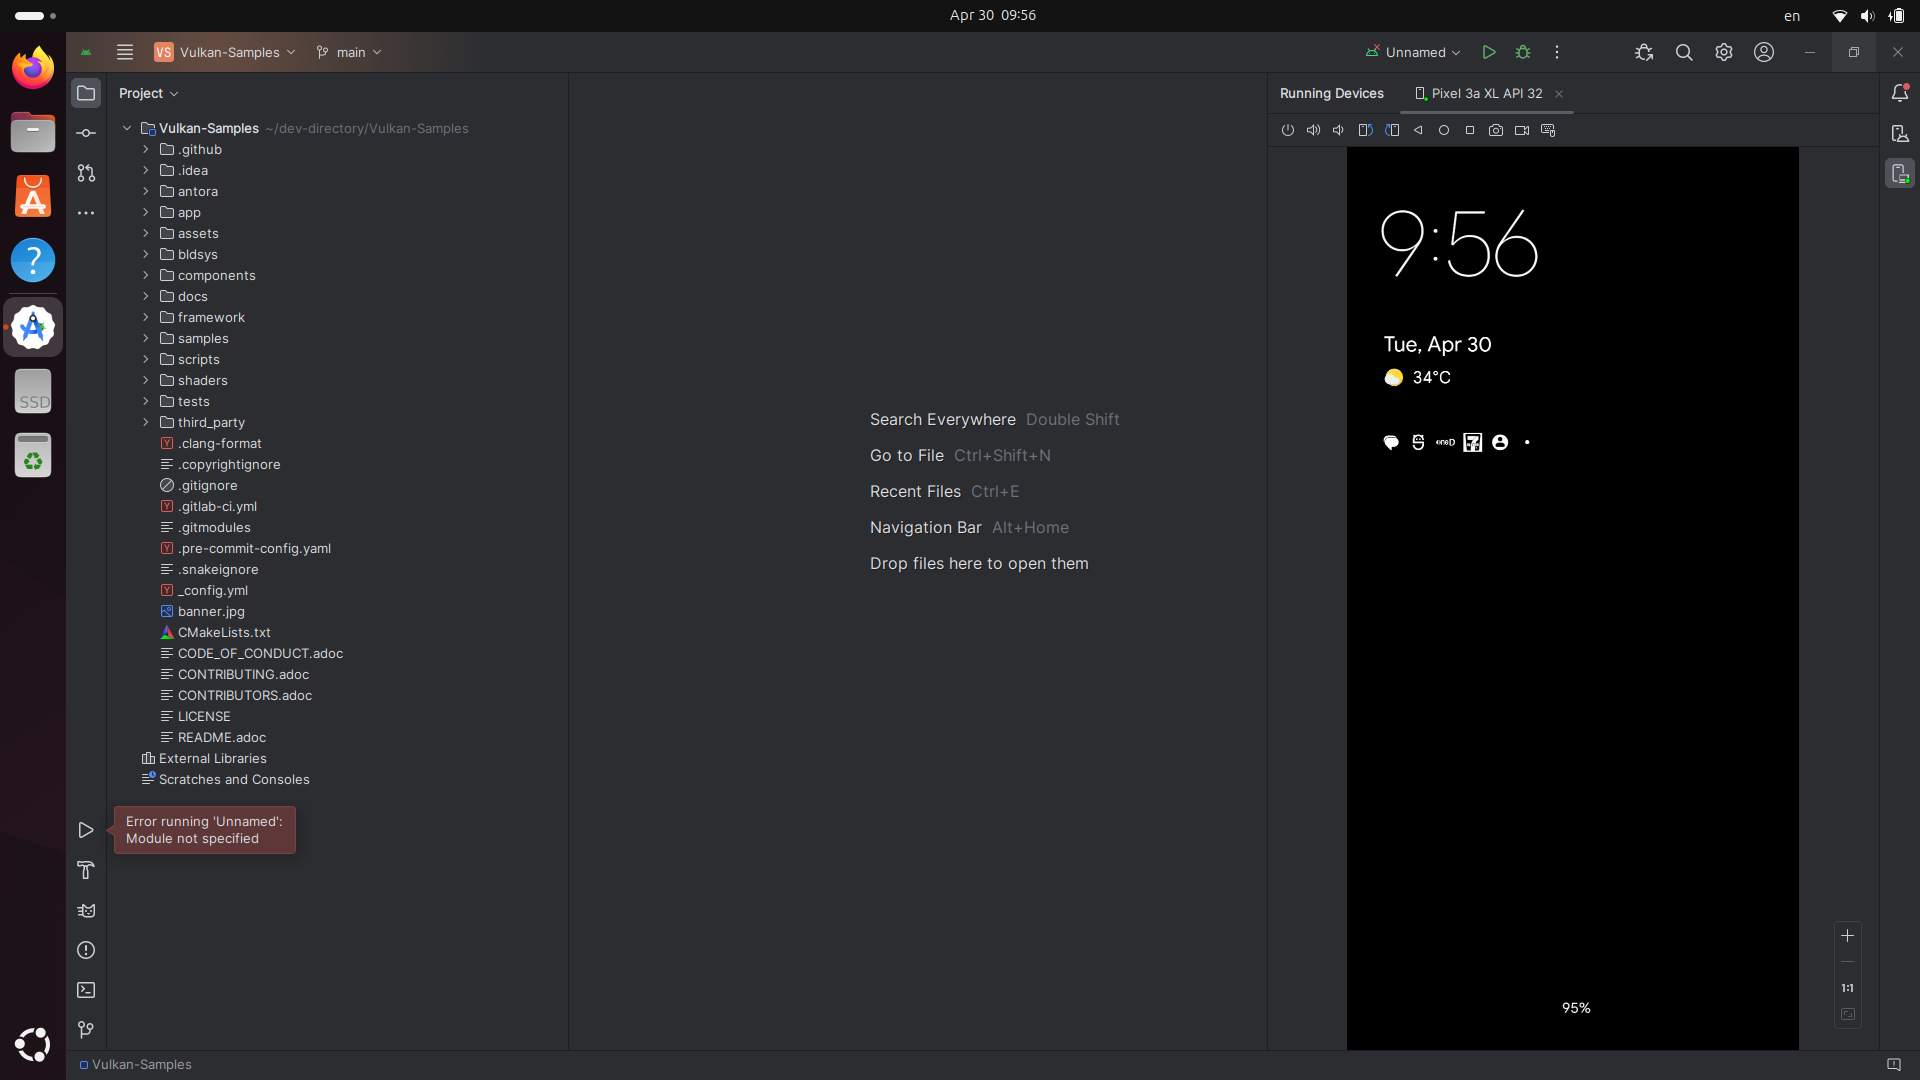 Apr 30 09:56
en
VS Vulkan-Samples
main
Unnamed
Project
Running Devices
Pixel 3a XL API 32
Vulkan-Samples ~/dev-directory/Vulkan-Samples
.github
.idea
antora
app
assets
bldsys
components
docs
framework
samples
scripts
shaders
tests
third_party
.clang-format
.copyrightignore
.gitignore
.gitlab-ci.yml
.gitmodules
.pre-commit-config.yaml
.snakeignore
_config.yml
banner.jpg
CMakeLists.txt
CODE_OF_CONDUCT.adoc
CONTRIBUTING.adoc
CONTRIBUTORS.adoc
LICENSE
README.adoc
External Libraries
Scratches and Consoles
Error running 'Unnamed':
Module not specified
Search Everywhere Double Shift
Go to File Ctrl+Shift+N
Recent Files Ctrl+E
Navigation Bar Alt+Home
Drop files here to open them
9:56
Tue, Apr 30
34°C
oneD
95%
1:1
SSD
Vulkan-Samples